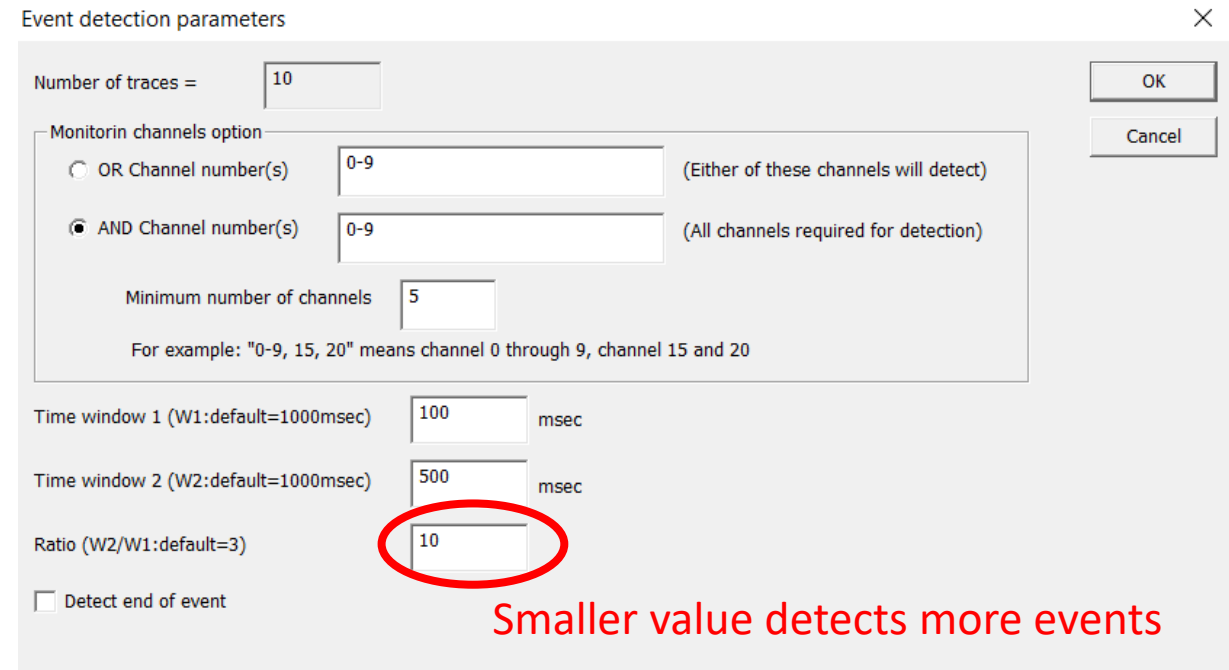 Event detection parameters
Number of traces = 10
OK
Monitorin channels option
Cancel
OR Channel number(s) 0-9 (Either of these channels will detect)
AND Channel number(s) 0-9 (All channels required for detection)
Minimum number of channels 5
For example: "0-9, 15, 20" means channel 0 through 9, channel 15 and 20
Time window 1 (W1:default=1000msec) 100 msec
Time window 2 (W2:default=1000msec) 500 msec
Ratio (W2/W1:default=3) 10
Detect end of event
Smaller value detects more events